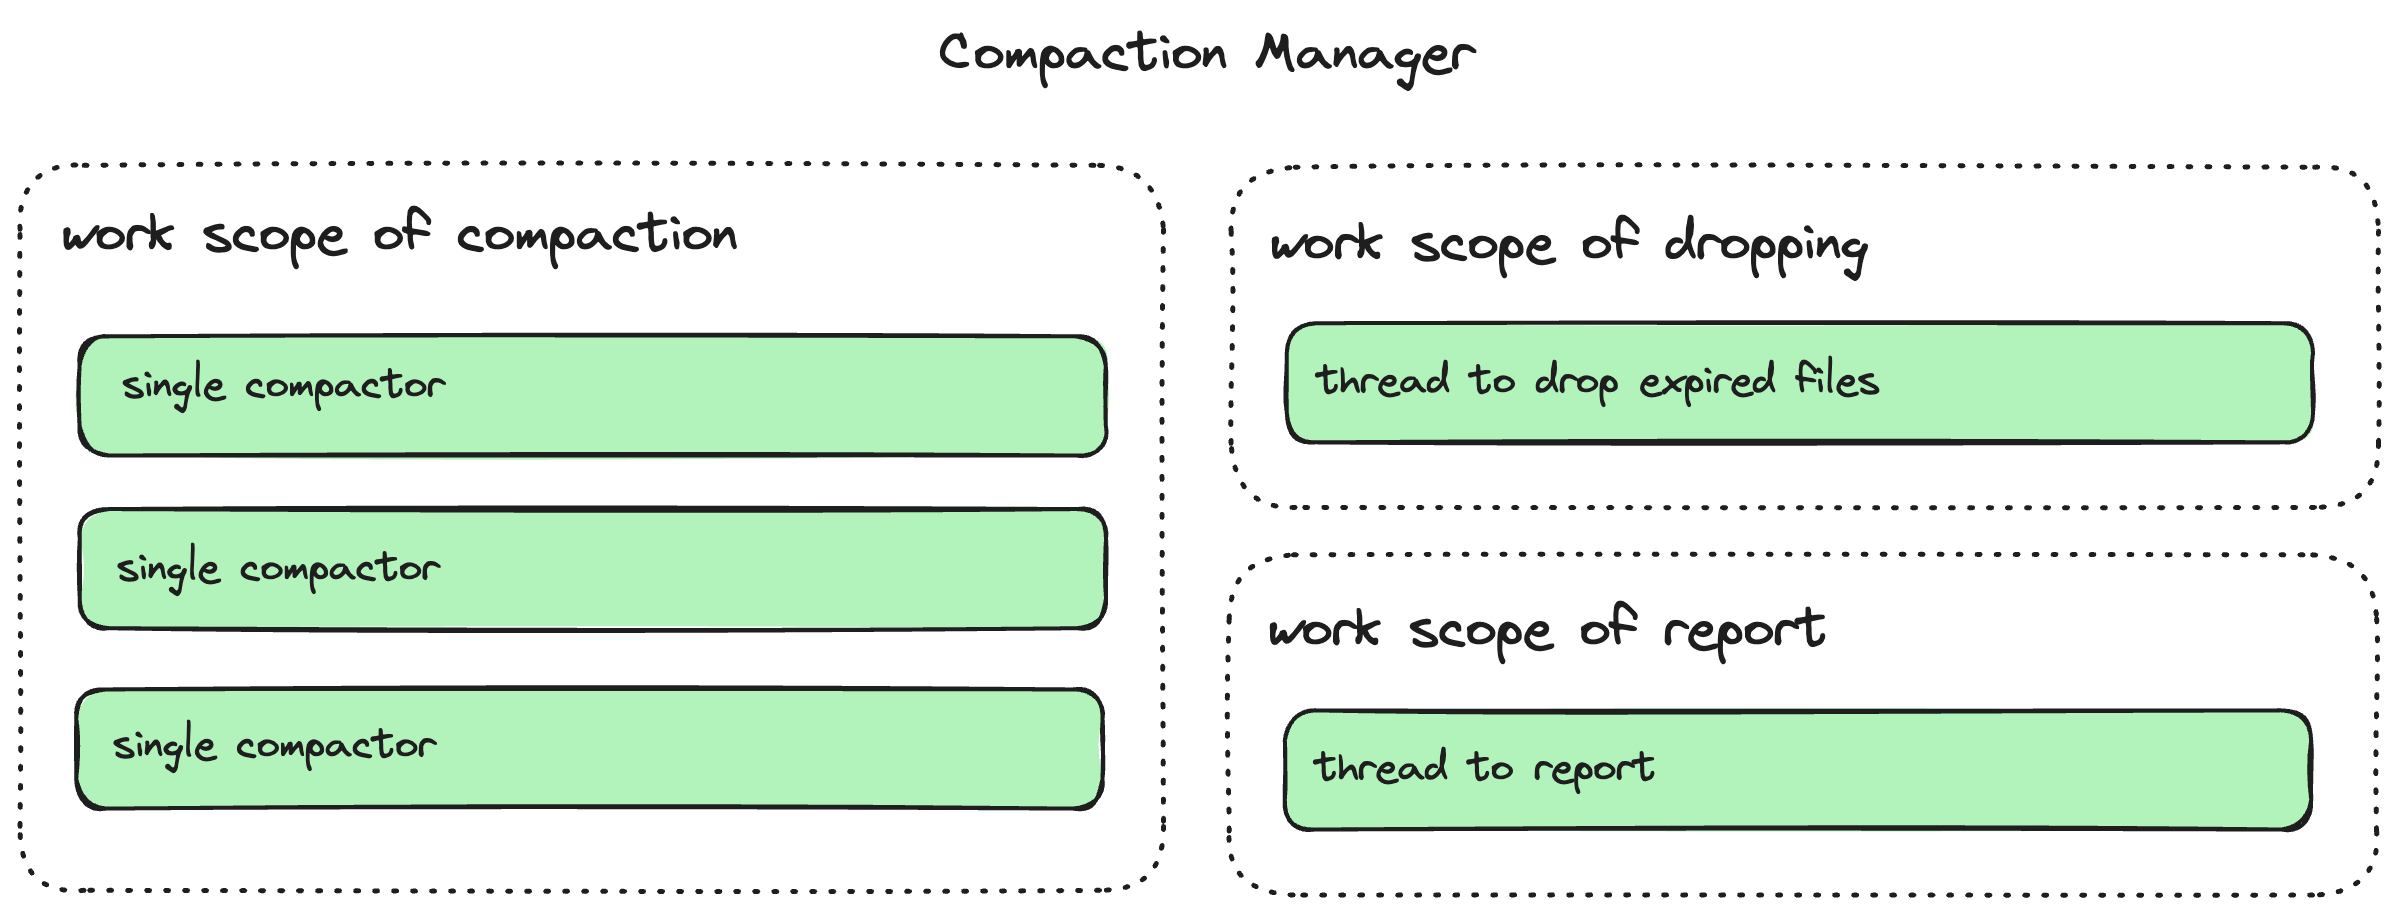 Compaction Manager
work scope of compaction
single compactor
single compactor
single compactor
work scope of dropping
thread to drop expired files
work scope of report
thread to report